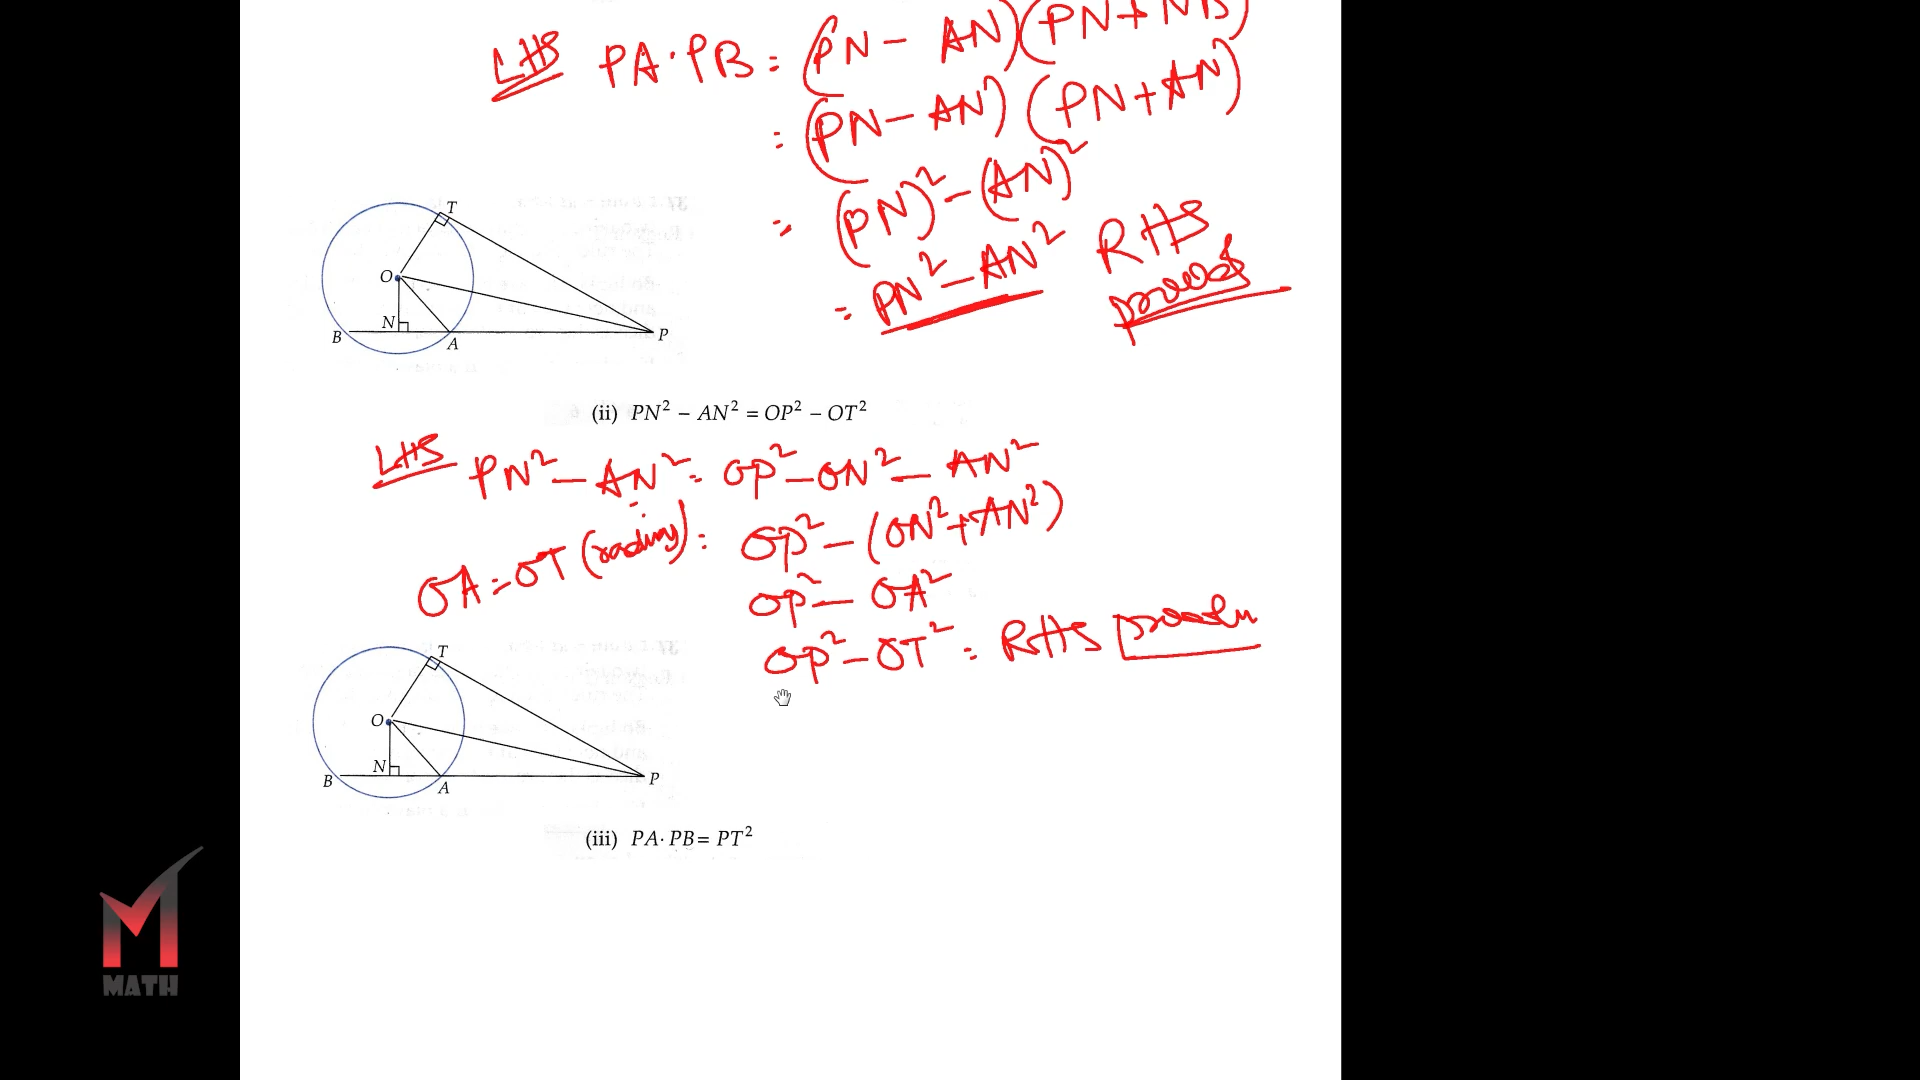 LHS PA·PB = (PN - AN)(PN + NB)
= (PN - AN) (PN + AN)
= (PN)² - (AN)²
= PN² - AN² RHS
proved
T
O
N
B
A
P
(ii) PN² − AN² = OP² − OT²
LHS PN² - AN² = OP² - ON² - AN²
OA = OT (radius) = OP² - (ON² + AN²)
OP² - OA²
OP² - OT² = RHS
T
O
N
B
A
P
(iii) PA· PB= PT²
MATH